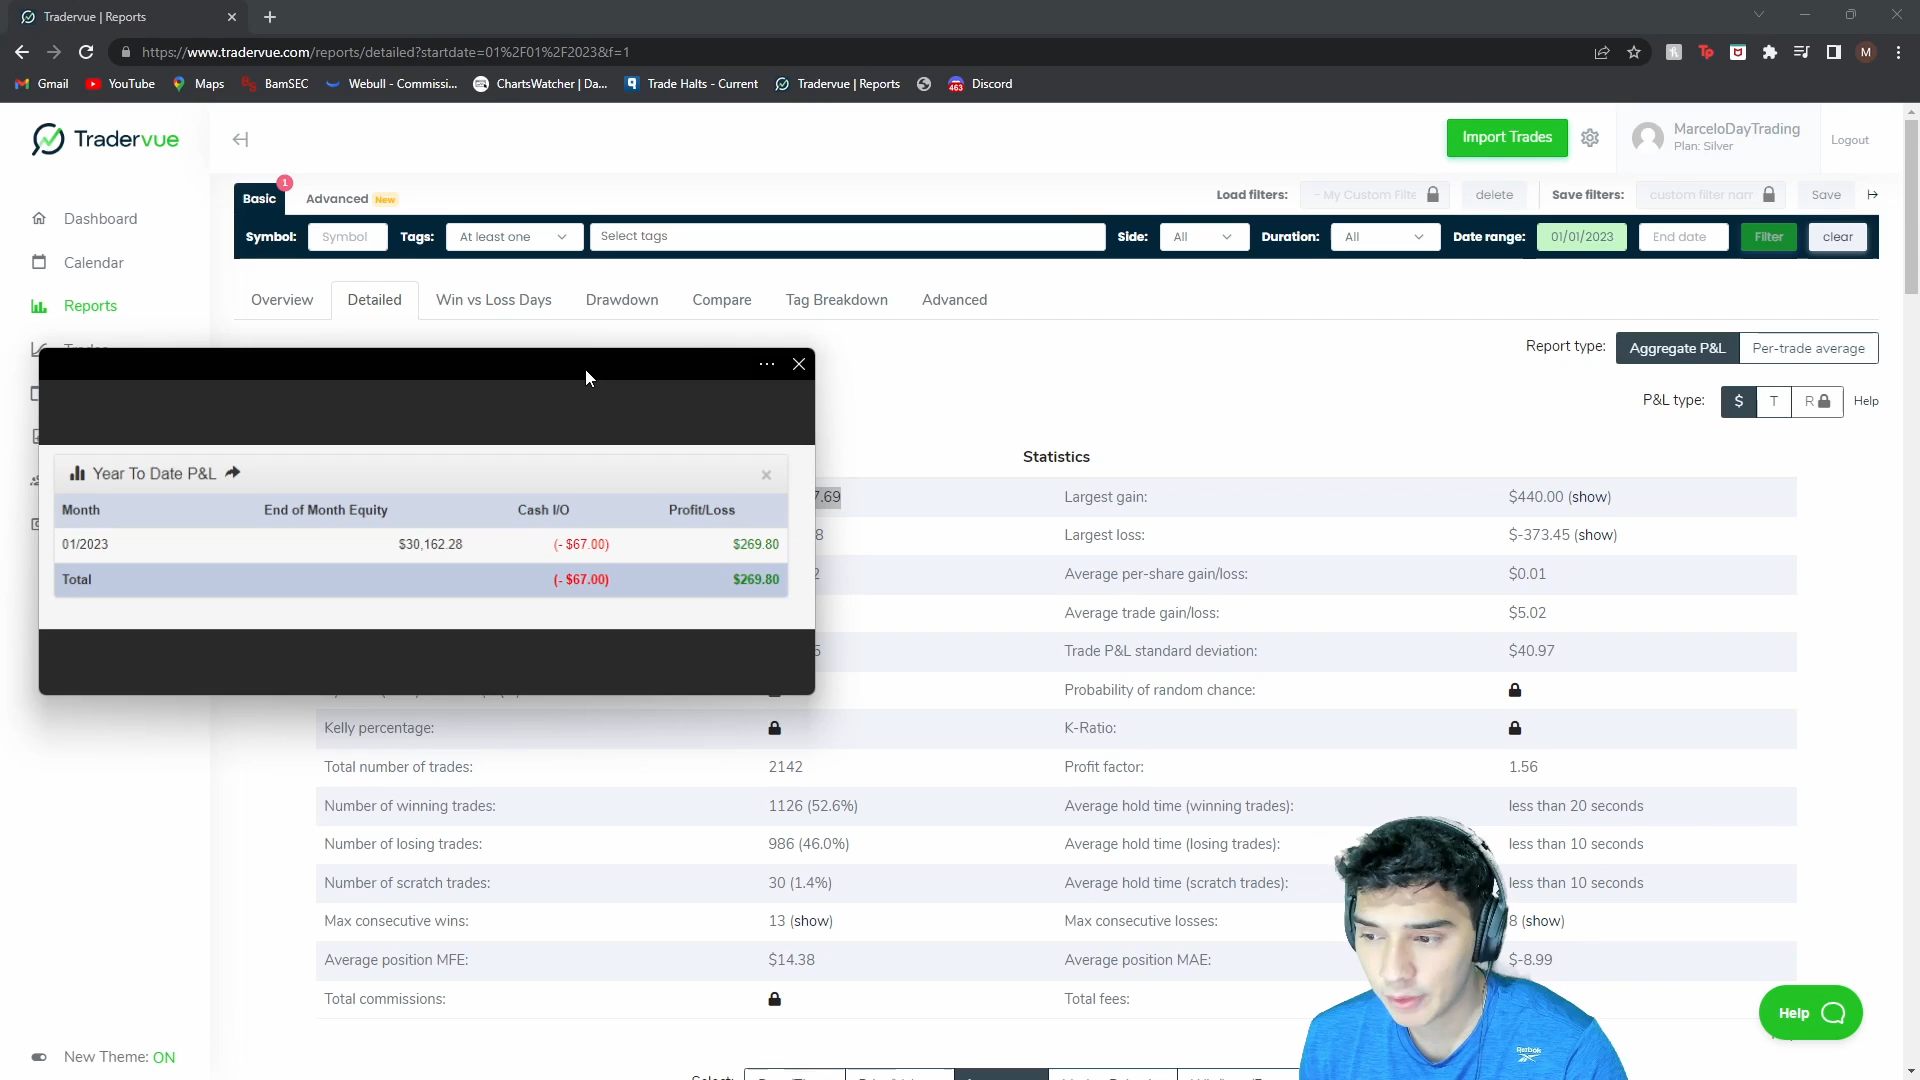 Tradervue | Reports
https://www.tradervue.com/reports/detailed?startdate=01%2F01%2F2023&f=1
M
Gmail YouTube Maps BamSEC Webull - Commissi... ChartsWatcher | Da... Trade Halts - Current Tradervue | Reports Discord
Tradervue
Import Trades
MarceloDayTrading
Plan: Silver
Logout
Basic 1 Advanced New
Load filters: - My Custom Filte delete Save filters: custom filter nam Save
Symbol: Symbol Tags: At least one Select tags Side: All Duration: All Date range: 01/01/2023 End date Filter clear
Dashboard
Calendar
Reports
Overview Detailed Win vs Loss Days Drawdown Compare Tag Breakdown Advanced
Report type: Aggregate P&L Per-trade average
P&L type: $ T R Help
Year To Date P&L
Month End of Month Equity Cash I/O Profit/Loss
01/2023 $30,162.28 (- $67.00) $269.80
Total (- $67.00) $269.80
Statistics
7.69 Largest gain: $440.00 (show)
8 Largest loss: $-373.45 (show)
2 Average per-share gain/loss: $0.01
Average trade gain/loss: $5.02
5 Trade P&L standard deviation: $40.97
Probability of random chance:
Kelly percentage: K-Ratio:
Total number of trades: 2142 Profit factor: 1.56
Number of winning trades: 1126 (52.6%) Average hold time (winning trades): less than 20 seconds
Number of losing trades: 986 (46.0%) Average hold time (losing trades): less than 10 seconds
Number of scratch trades: 30 (1.4%) Average hold time (scratch trades): less than 10 seconds
Max consecutive wins: 13 (show) Max consecutive losses: 8 (show)
Average position MFE: $14.38 Average position MAE: $-8.99
Total commissions: Total fees:
Help
New Theme: ON
Reebok